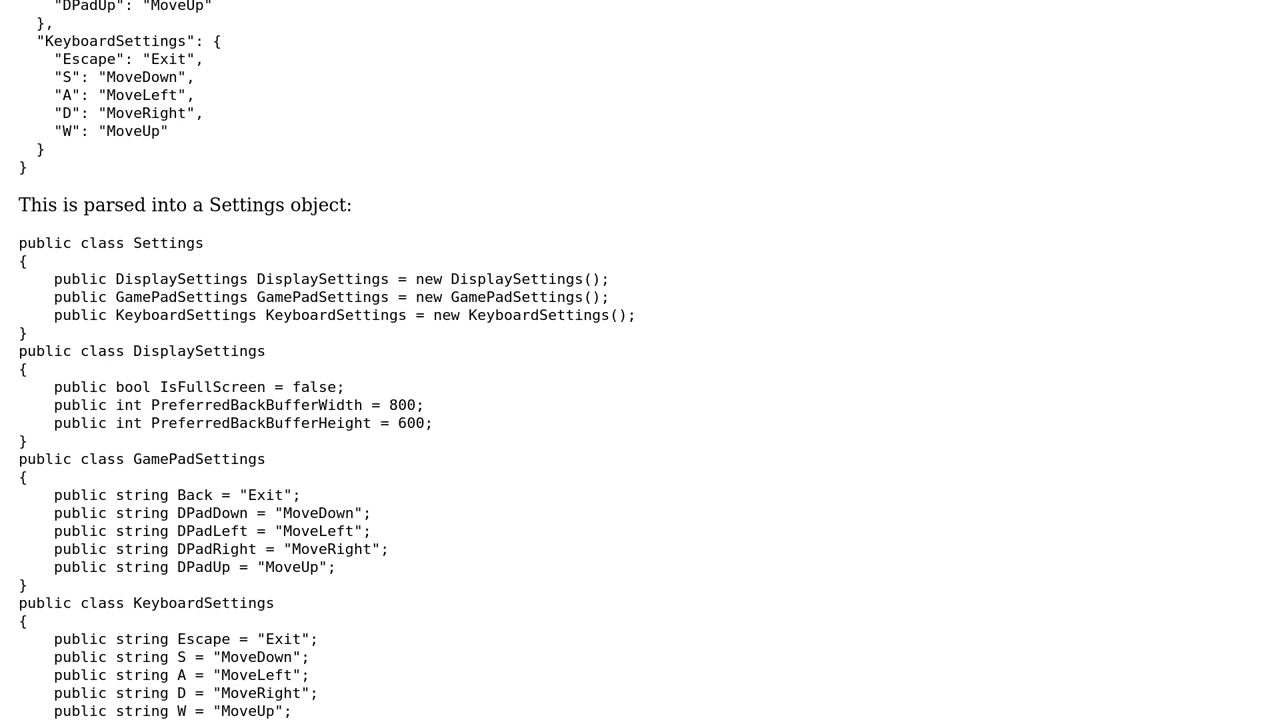 "DPadUp": "MoveUp"
  },
  "KeyboardSettings": {
    "Escape": "Exit",
    "S": "MoveDown",
    "A": "MoveLeft",
    "D": "MoveRight",
    "W": "MoveUp"
  }
}
This is parsed into a Settings object:
public class Settings
{
    public DisplaySettings DisplaySettings = new DisplaySettings();
    public GamePadSettings GamePadSettings = new GamePadSettings();
    public KeyboardSettings KeyboardSettings = new KeyboardSettings();
}
public class DisplaySettings
{
    public bool IsFullScreen = false;
    public int PreferredBackBufferWidth = 800;
    public int PreferredBackBufferHeight = 600;
}
public class GamePadSettings
{
    public string Back = "Exit";
    public string DPadDown = "MoveDown";
    public string DPadLeft = "MoveLeft";
    public string DPadRight = "MoveRight";
    public string DPadUp = "MoveUp";
}
public class KeyboardSettings
{
    public string Escape = "Exit";
    public string S = "MoveDown";
    public string A = "MoveLeft";
    public string D = "MoveRight";
    public string W = "MoveUp";